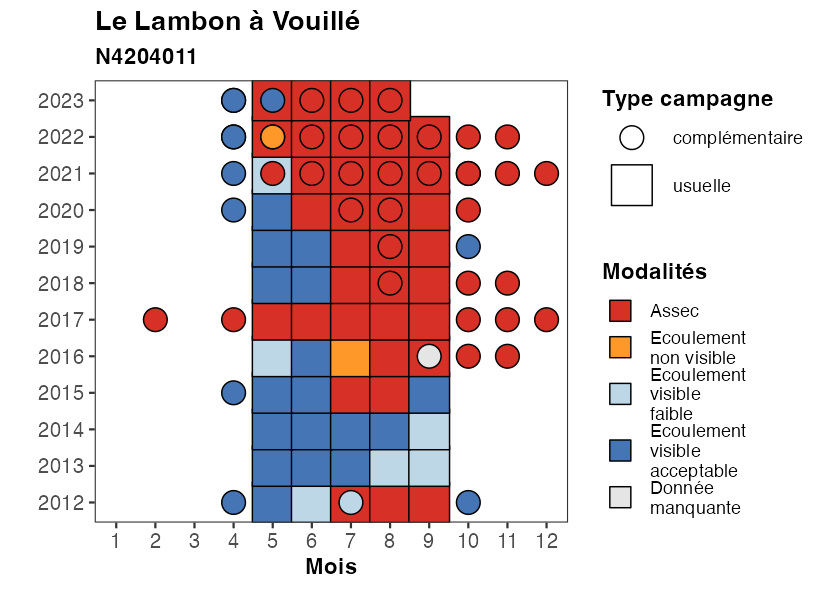 Le Lambon à Vouillé
N4204011
2023
2022
2021
2020
2019
2018
2017
2016
2015
2014
2013
2012
1 2 3 4 5 6 7 8 9 10 11 12
Mois
Type campagne
complémentaire
usuelle
Modalités
Assec
Ecoulement
non visible
Ecoulement
visible
faible
Ecoulement
visible
acceptable
Donnée
manquante